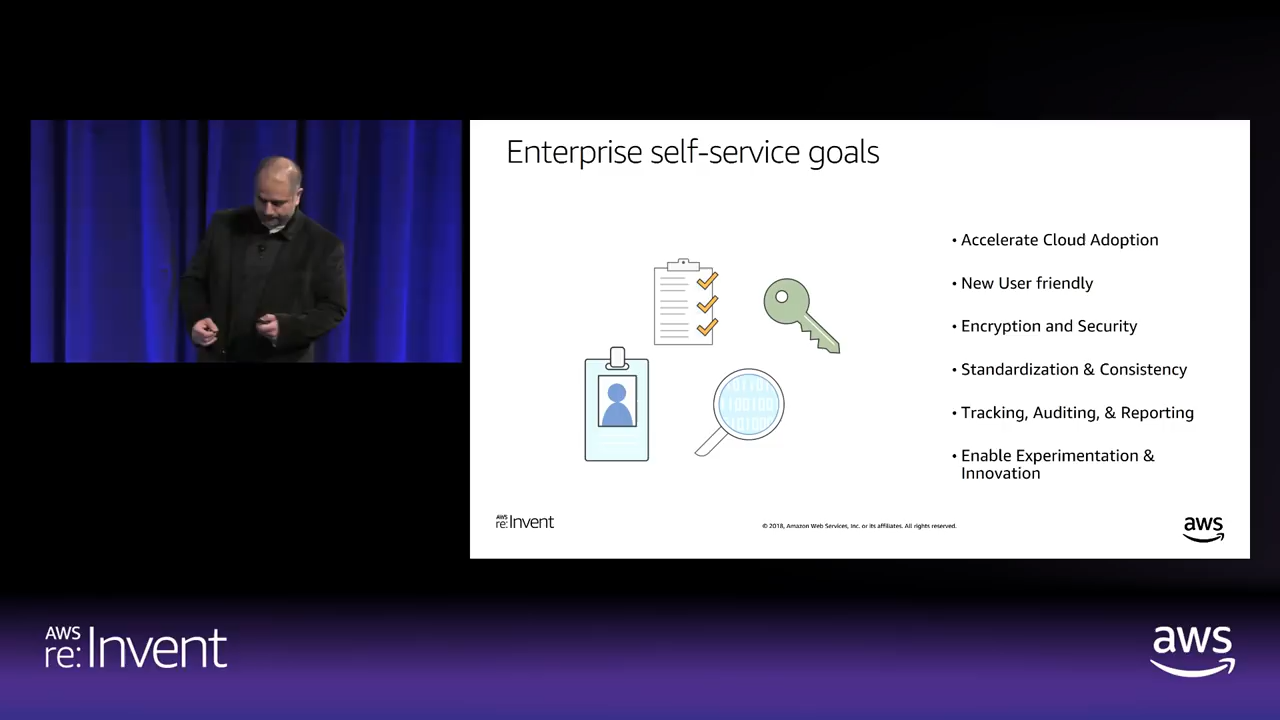 Enterprise self-service goals
• Accelerate Cloud Adoption
• New User friendly
• Encryption and Security
• Standardization & Consistency
• Tracking, Auditing, & Reporting
• Enable Experimentation &
Innovation
AWS
re:Invent
© 2018, Amazon Web Services, Inc. or its affiliates. All rights reserved.
aws
AWS
re:Invent
aws